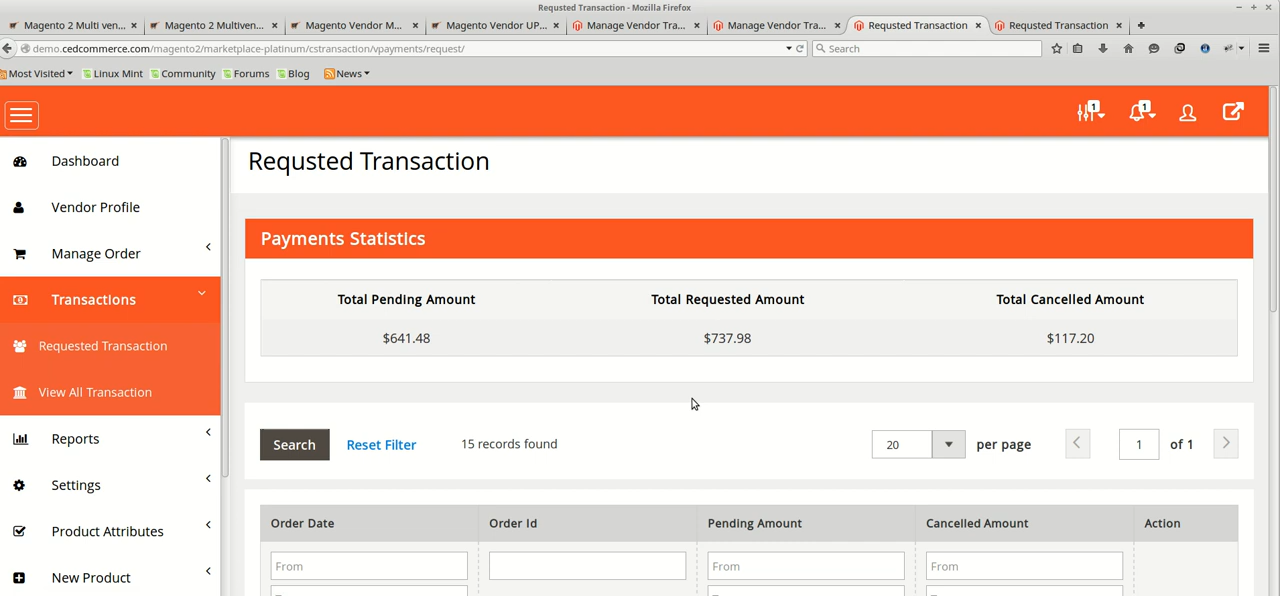 Requsted Transaction - Mozilla Firefox
Magento 2 Multi ven... Magento 2 Multiven... Magento Vendor M... Magento Vendor UP... Manage Vendor Tra... Manage Vendor Tra... Requsted Transaction Requsted Transaction
demo.cedcommerce.com/magento2/marketplace-platinum/cstransaction/vpayments/request/ Search
Most Visited Linux Mint Community Forums Blog News
1 1
Dashboard
Vendor Profile
Manage Order
Transactions
Requested Transaction
View All Transaction
Reports
Settings
Product Attributes
New Product
Requsted Transaction
Payments Statistics
Total Pending Amount Total Requested Amount Total Cancelled Amount
$641.48 $737.98 $117.20
Search Reset Filter 15 records found 20 per page 1 of 1
Order Date Order Id Pending Amount Cancelled Amount Action
From From From